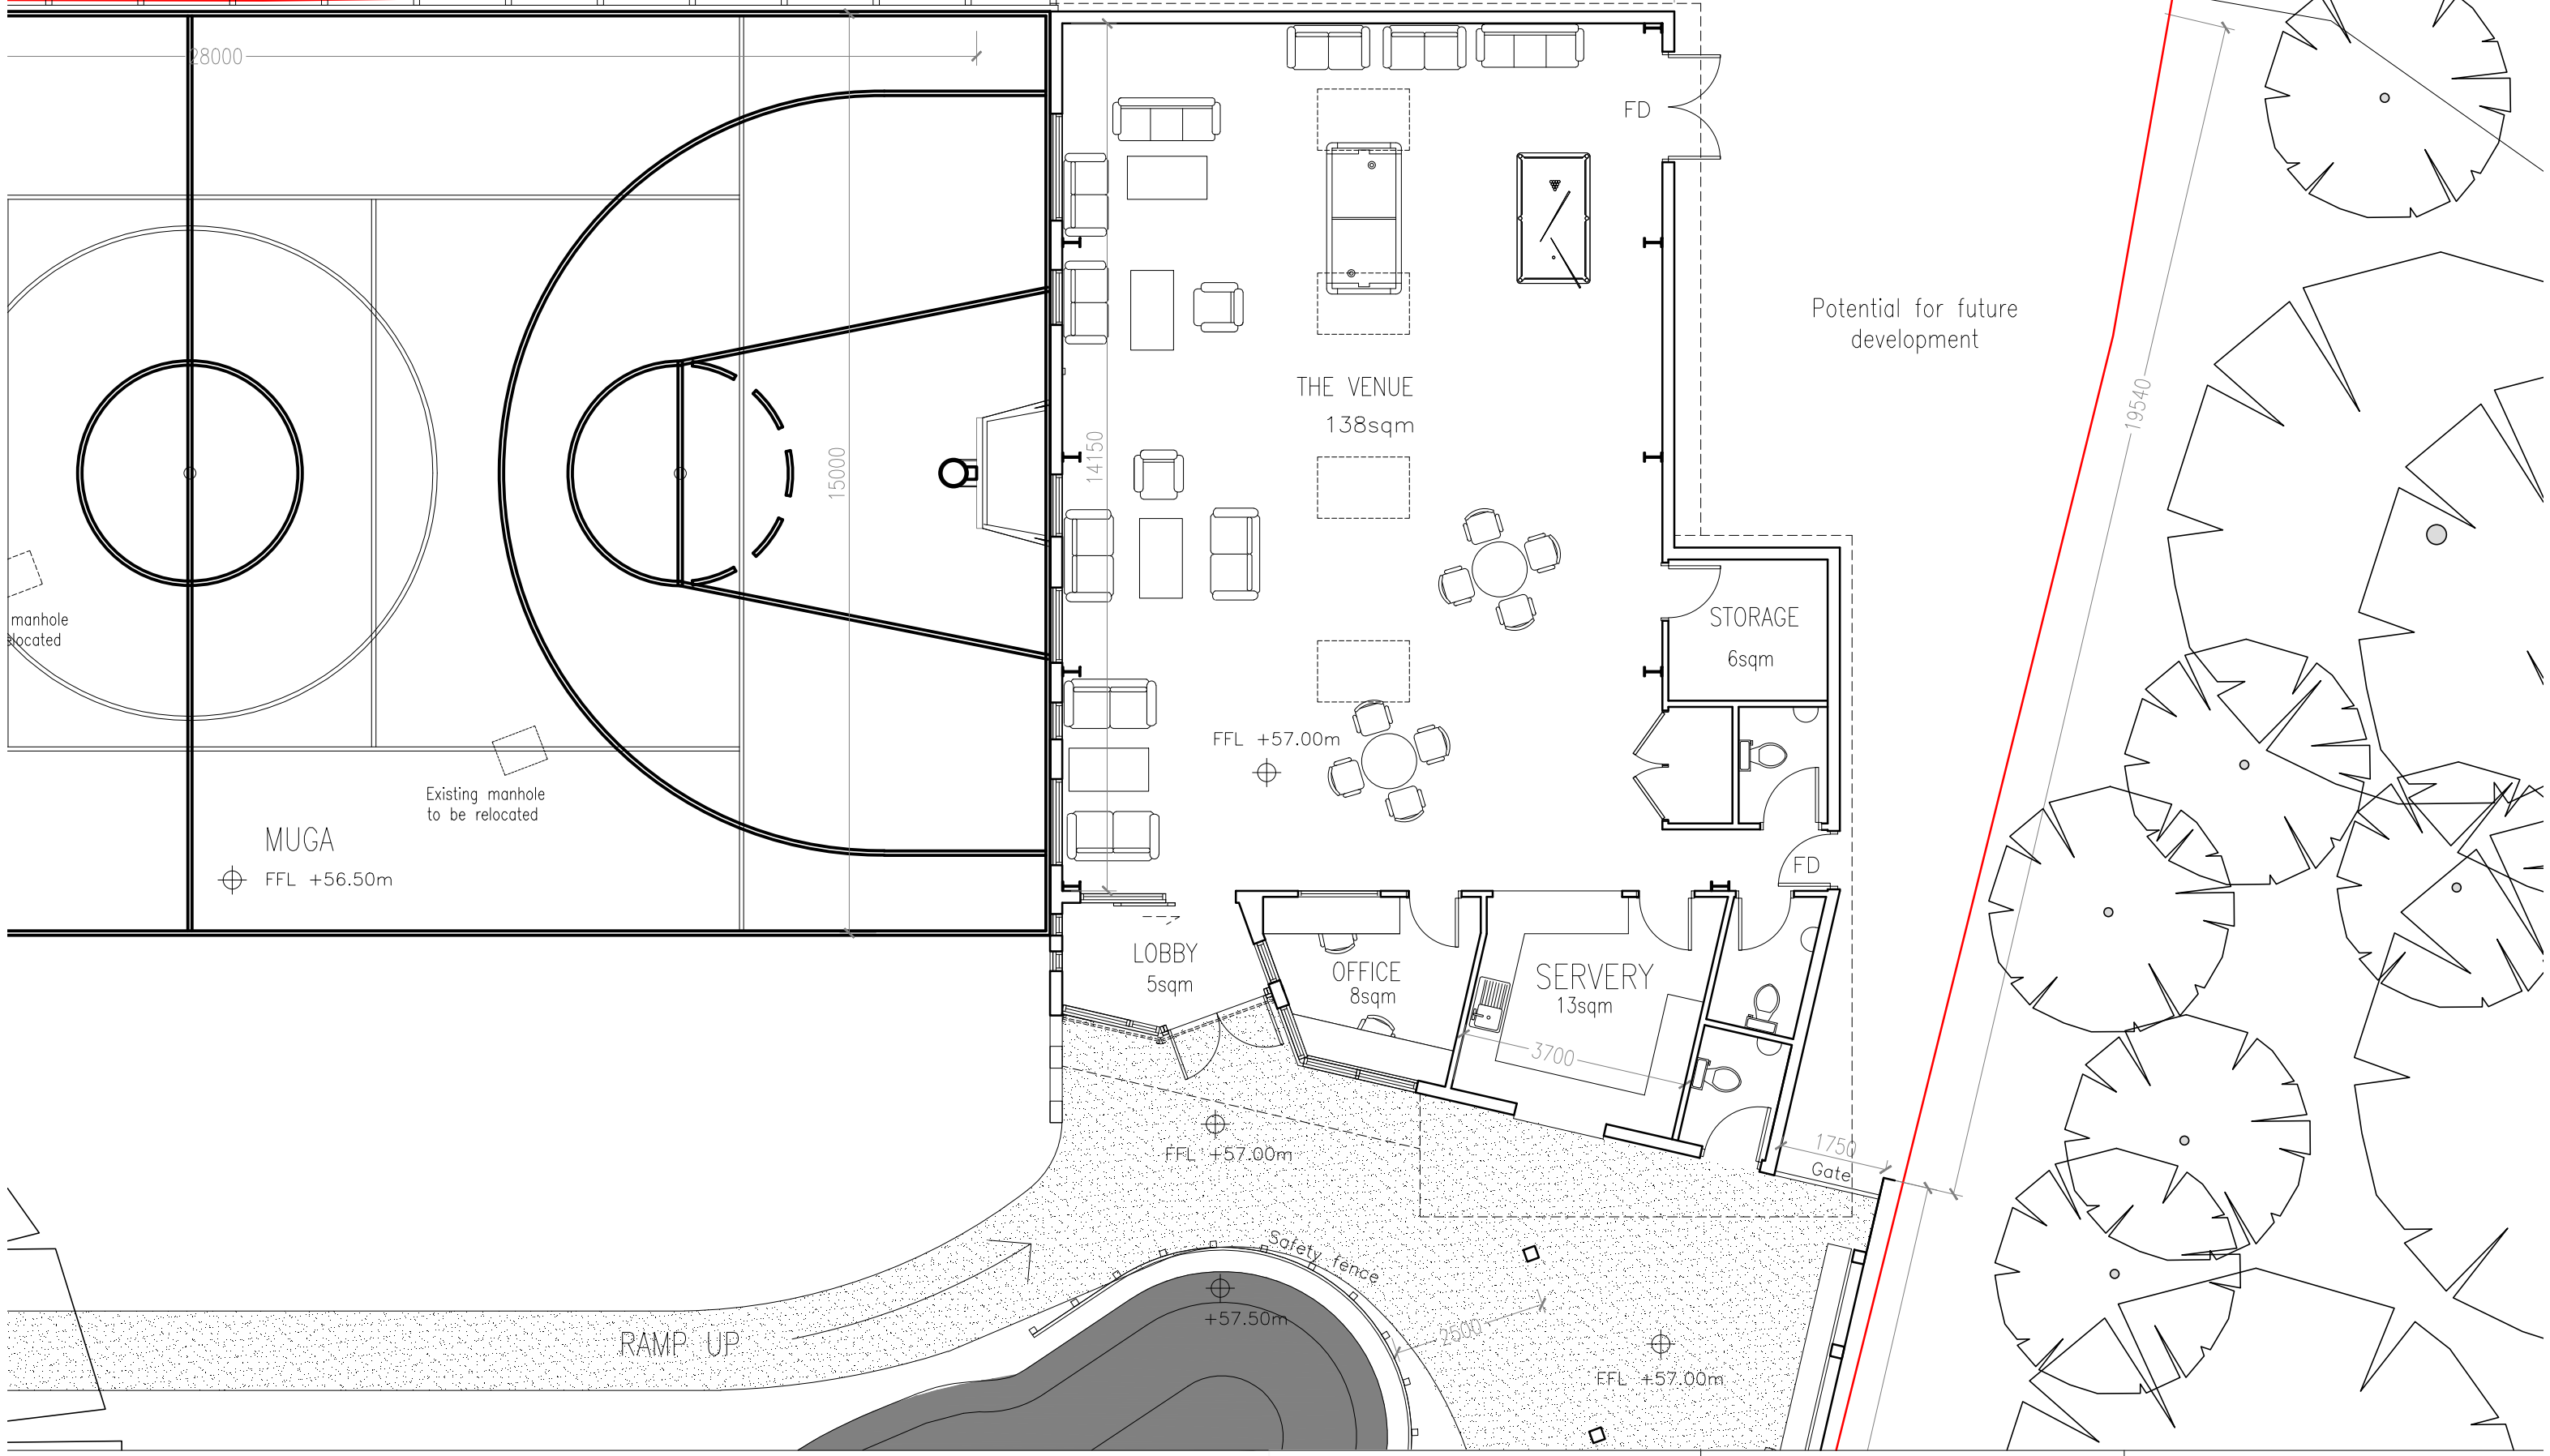 28000
FD
Potential for future
development
THE VENUE
138sqm
19540
14150
15000
manhole
STORAGE
6sqm
FFL +57.00m
Existing manhole
to be relocated
MUGA
FFL +56.50m
FD
LOBBY
5sqm
OFFICE
8sqm
SERVERY
13sqm
3700
FFL +57.00m
1750
Gate
Safety fence
+57.50m
RAMP UP
2500
FFL +57.00m